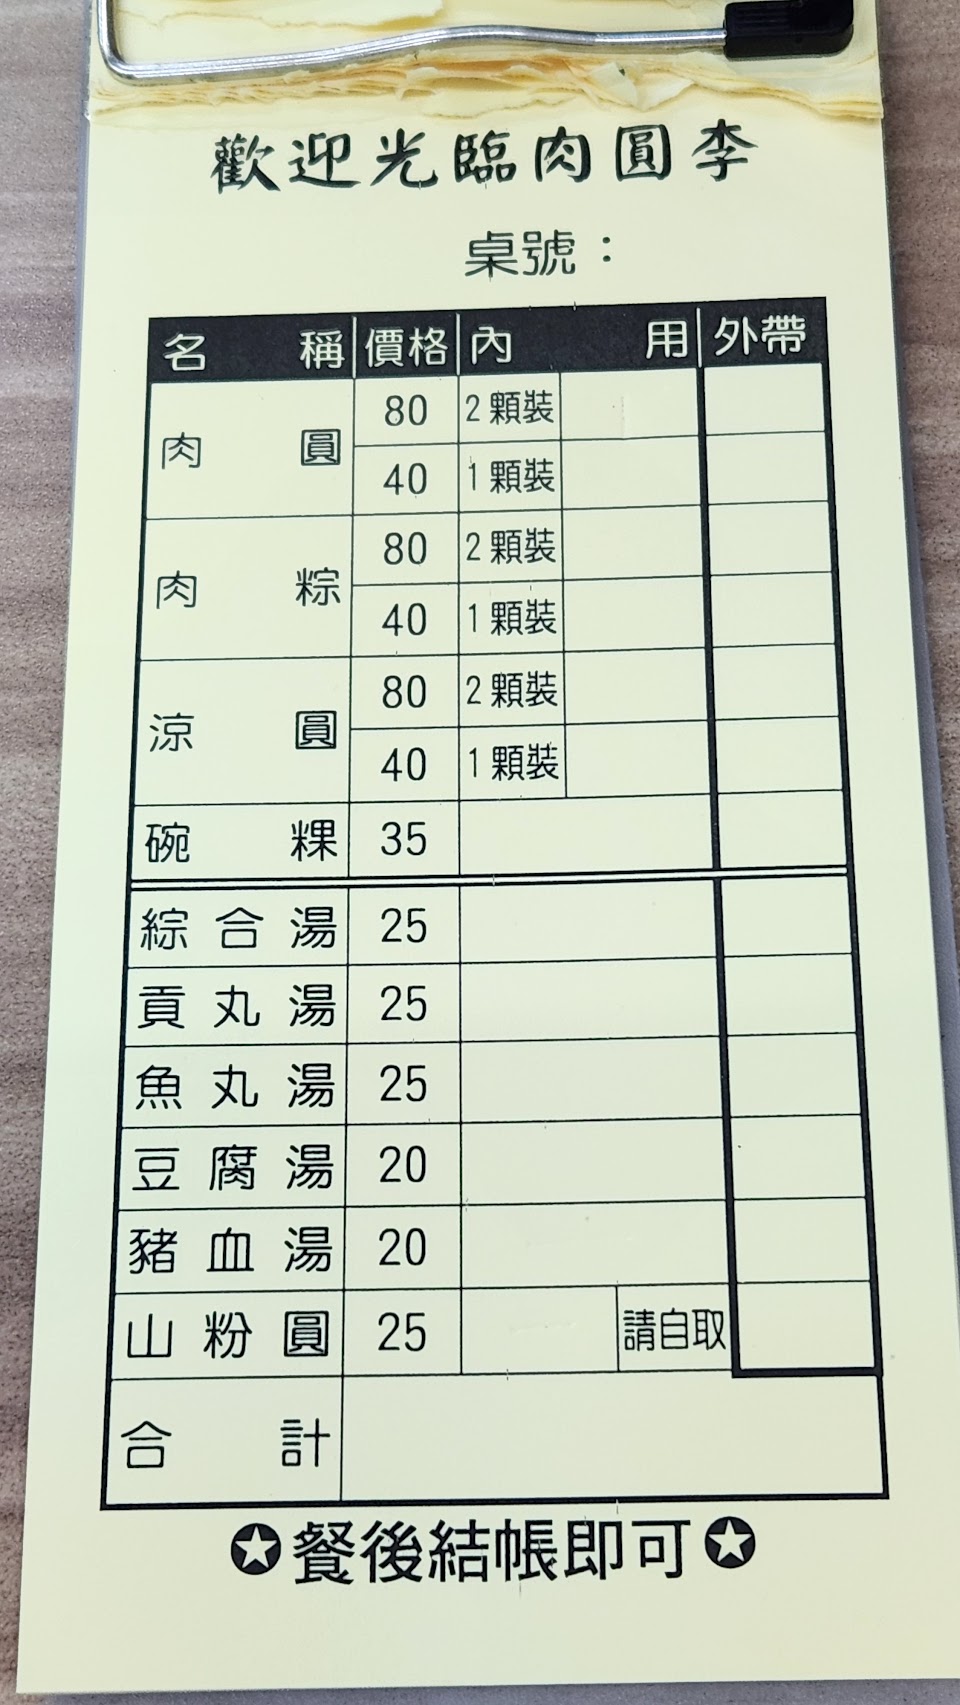 歡迎光臨肉圓李
桌號：
名稱 價格 內用 外帶
肉圓 80 2顆裝
40 1顆裝
肉粽 80 2顆裝
40 1顆裝
涼圓 80 2顆裝
40 1顆裝
碗粿 35
綜合湯 25
貢丸湯 25
魚丸湯 25
豆腐湯 20
豬血湯 20
山粉圓 25 請自取
合計
✪餐後結帳即可✪